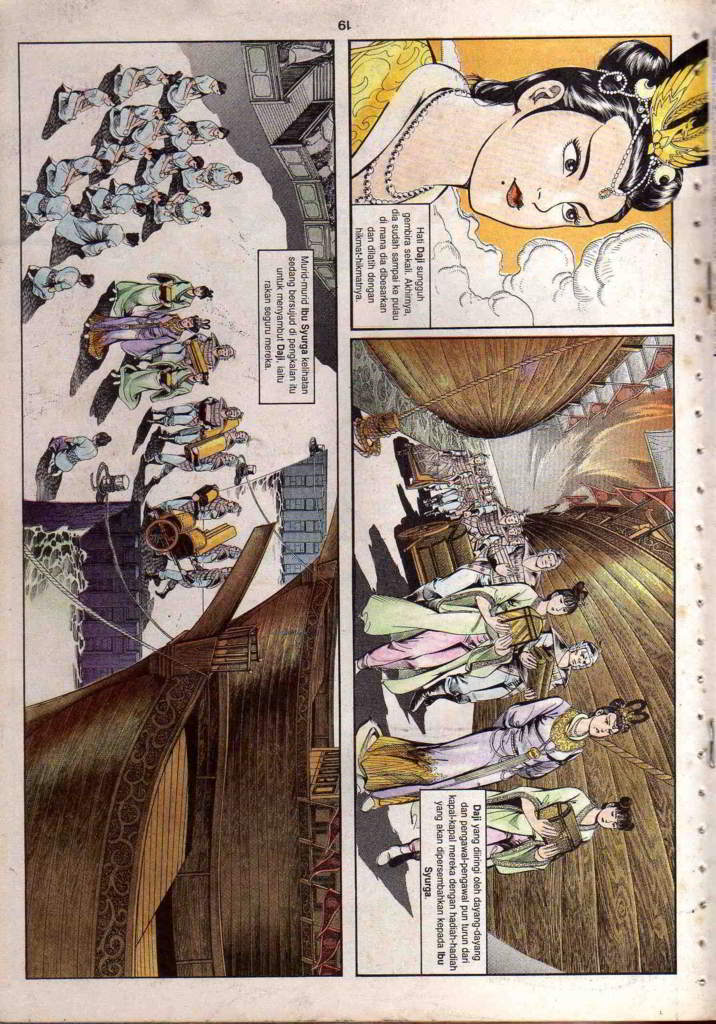 Hati Daji sungguh
gembira sekali. Akhirnya,
dia sudah sampai ke pulau
di mana dia dibesarkan
dan dilatih dengan
hikmat-hikmatnya.
Daji yang diiringi oleh dayang-dayang
dan pengawal-pengawal pun turun dari
kapal-kapal mereka dengan hadiah-hadiah
yang akan dipersembahkan kepada Ibu
Syurga.
Murid-murid Ibu Syurga kelihatan
sedang bersujud di pengkalan itu
untuk menyambut Daji, iaitu
rakan seguru mereka.
19